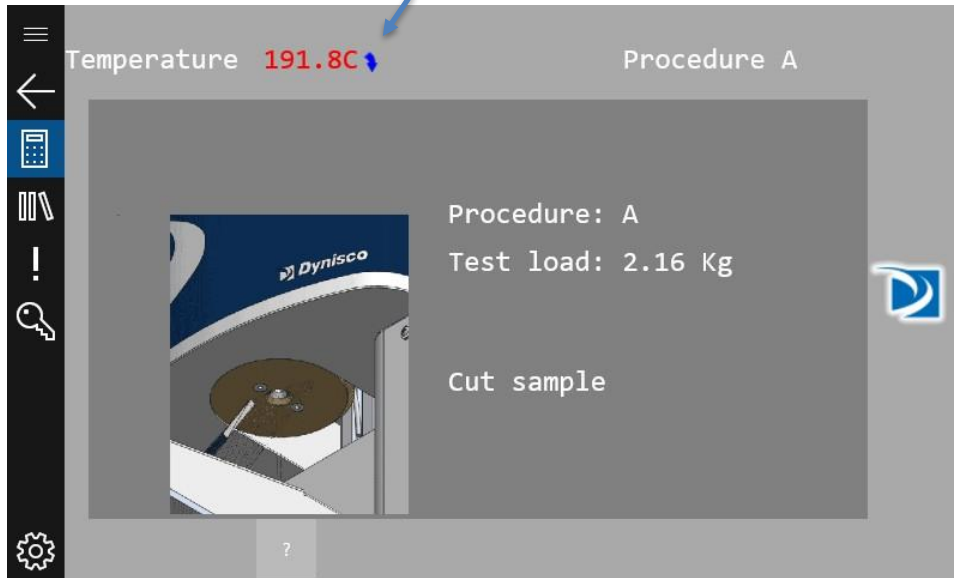 Temperature 191.8C
Procedure A
Procedure: A
Test load: 2.16 Kg
Dynisco
Cut sample
?